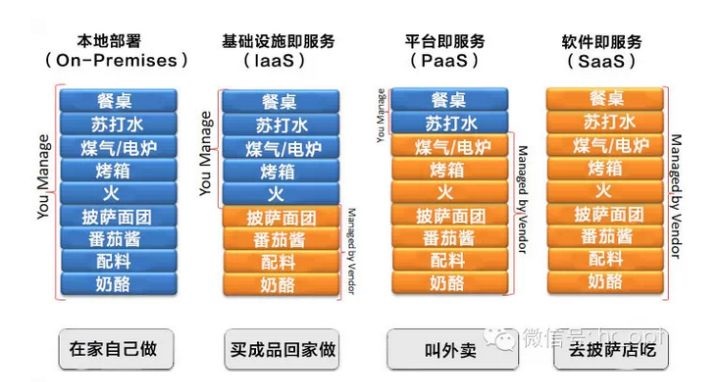 本地部署
（On-Premises）
You Manage
餐桌
苏打水
煤气/电炉
烤箱
火
披萨面团
番茄酱
配料
奶酪
在家自己做
基础设施即服务
（IaaS）
You Manage
餐桌
苏打水
煤气/电炉
烤箱
火
披萨面团
番茄酱
配料
奶酪
Managed by Vendor
买成品回家做
平台即服务
（PaaS）
You Manage
餐桌
苏打水
煤气/电炉
烤箱
火
披萨面团
番茄酱
配料
奶酪
Managed by Vendor
叫外卖
软件即服务
（SaaS）
餐桌
苏打水
煤气/电炉
烤箱
火
披萨面团
番茄酱
配料
奶酪
Managed by Vendor
去披萨店吃
微信号: hr_ppt